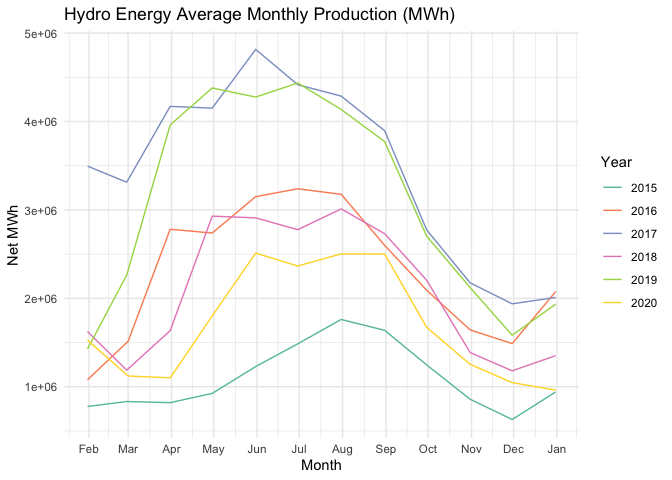 Hydro Energy Average Monthly Production (MWh)
5e+06
4e+06
3e+06
2e+06
1e+06
Net MWh
Feb Mar Apr May Jun Jul Aug Sep Oct Nov Dec Jan
Month
Year
2015
2016
2017
2018
2019
2020